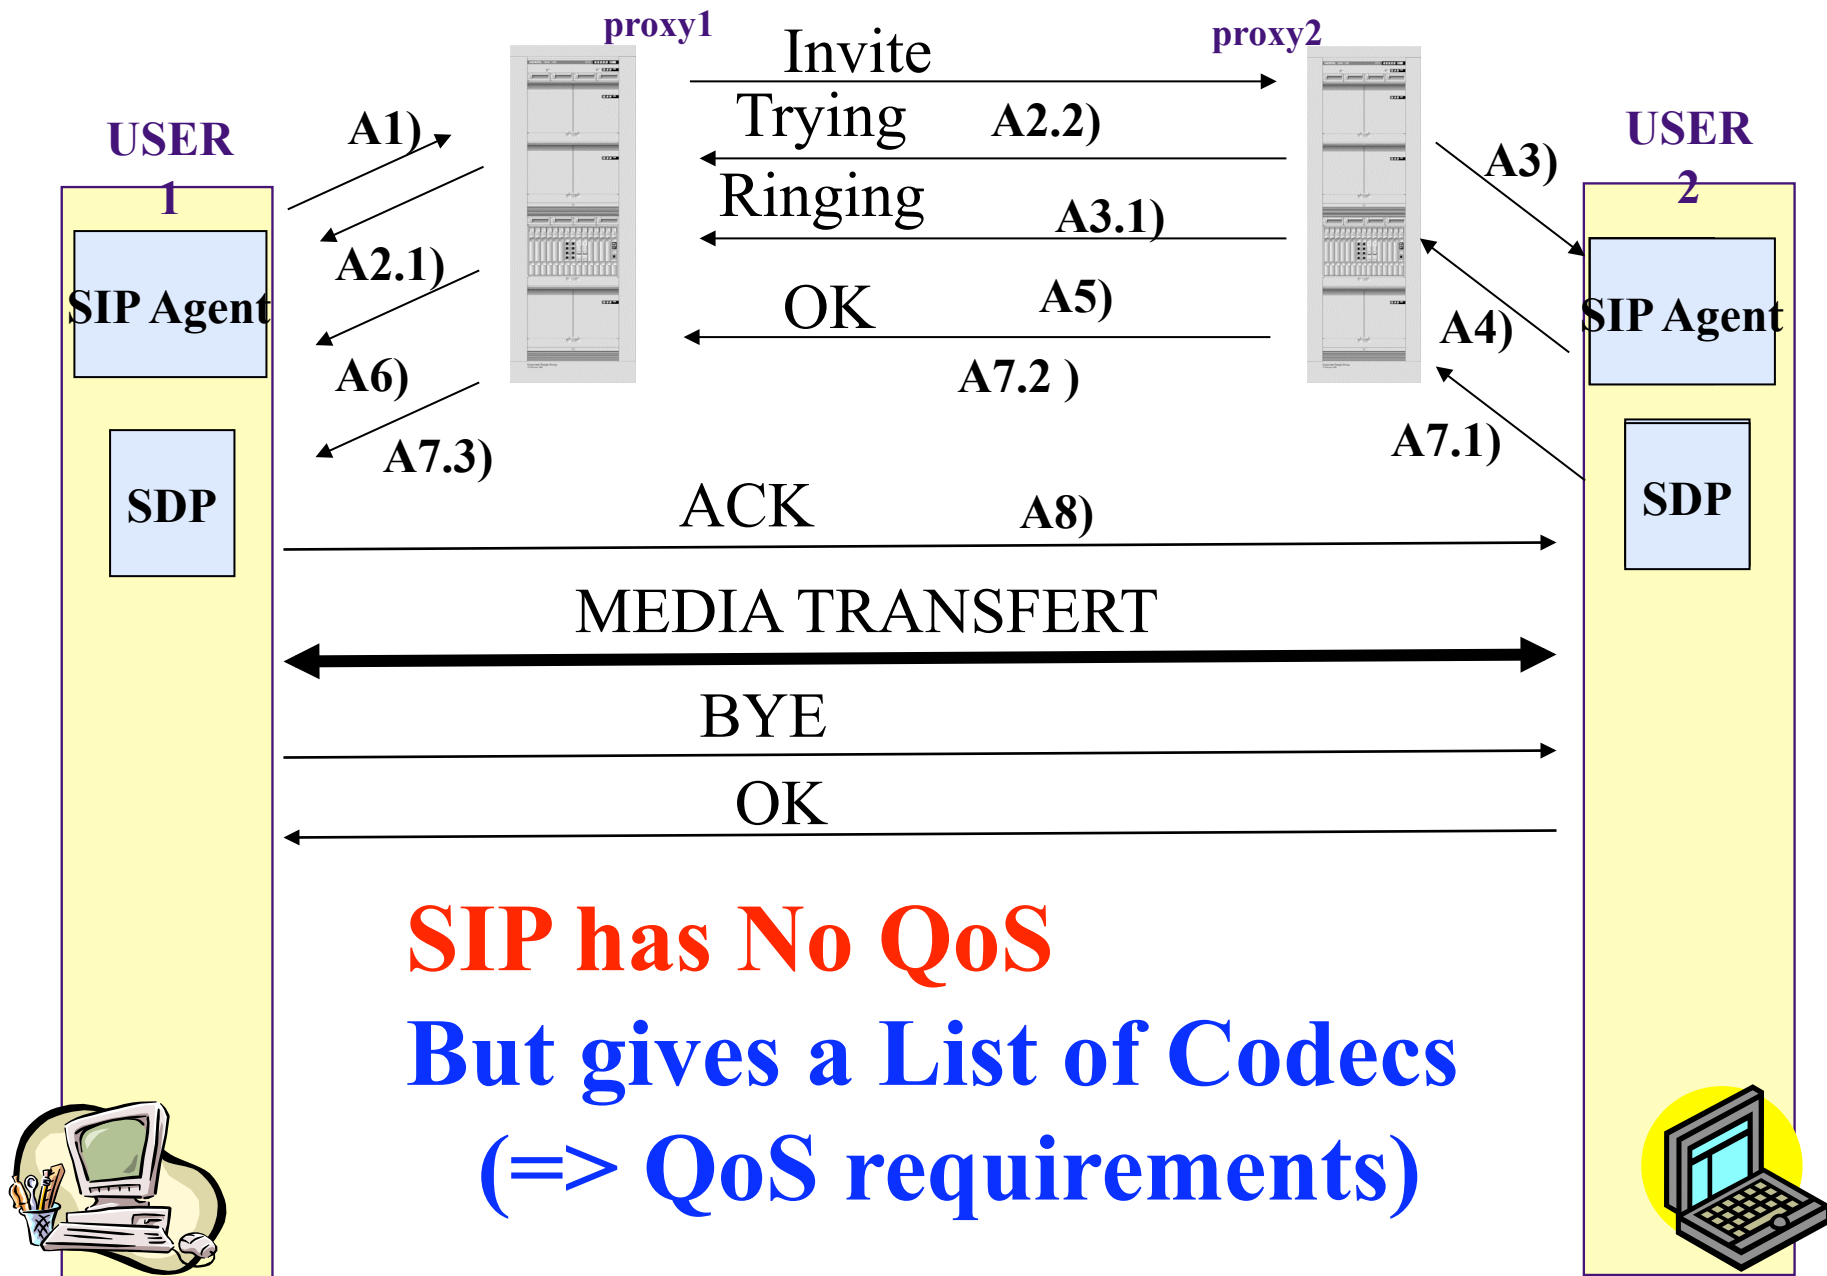 proxy1
proxy2
Invite
A1)
Trying
A2.2)
USER
1
USER
2
A3)
Ringing
A3.1)
A2.1)
SIP Agent
OK
A5)
A4)
SIP Agent
A6)
A7.2 )
A7.3)
A7.1)
SDP
ACK
A8)
SDP
MEDIA TRANSFERT
BYE
OK
SIP has No QoS
But gives a List of Codecs
(=> QoS requirements)